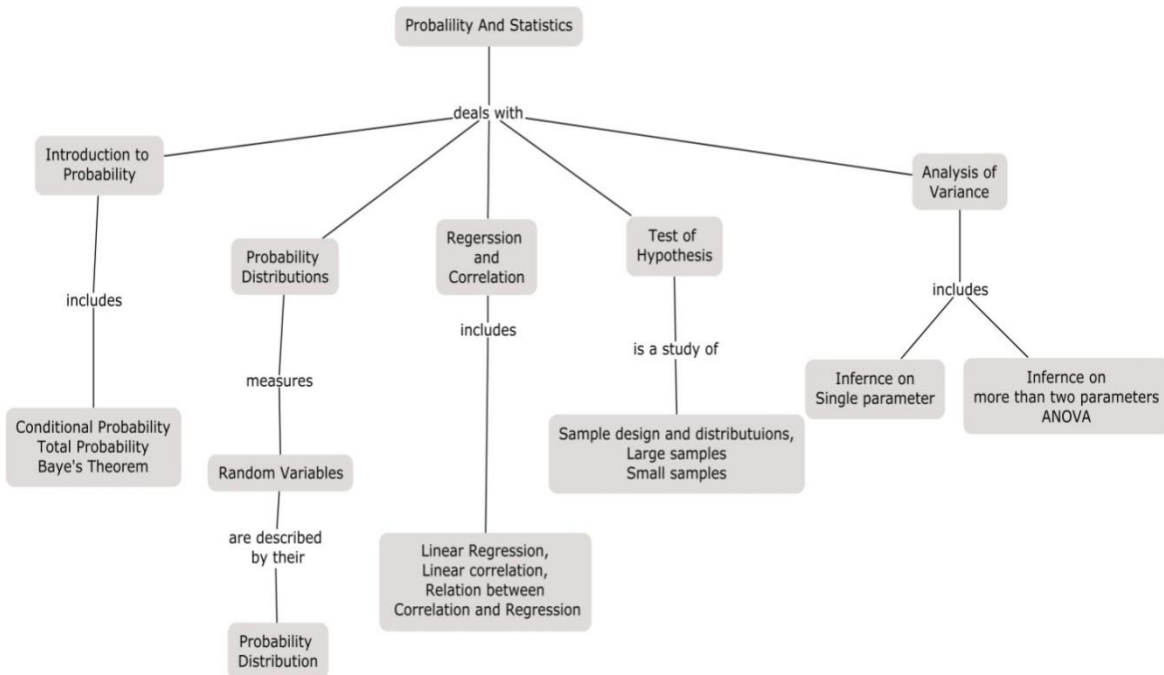 Probalility And Statistics
deals with
Introduction to
Probability
Analysis of
Variance
Probability
Distributions
Regerssion
and
Correlation
Test of
Hypothesis
includes
measures
includes
is a study of
includes
Infernce on
Single parameter
Infernce on
more than two parameters
ANOVA
Conditional Probability
Total Probability
Baye's Theorem
Random Variables
Sample design and distributuions,
Large samples
Small samples
are described
by their
Linear Regression,
Linear correlation,
Relation between
Correlation and Regression
Probability
Distribution